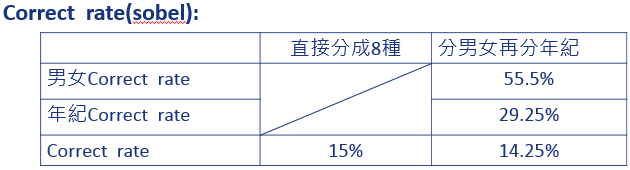 Correct rate(sobel):
直接分成8種 分男女再分年紀
男女Correct rate 55.5%
年紀Correct rate 29.25%
Correct rate 15% 14.25%